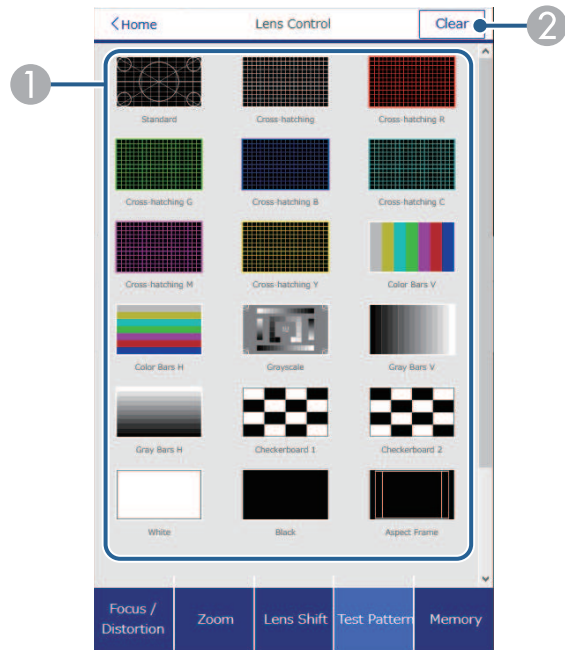 Home
Lens Control
Clear
2
1
Standard
Cross-hatching
Cross-hatching R
Cross-hatching G
Cross-hatching B
Cross-hatching C
Cross-hatching M
Cross-hatching Y
Color Bars V
Color Bars H
Grayscale
Gray Bars V
Gray Bars H
Checkerboard 1
Checkerboard 2
White
Black
Aspect Frame
Focus /
Distortion
Zoom
Lens Shift
Test Pattern
Memory